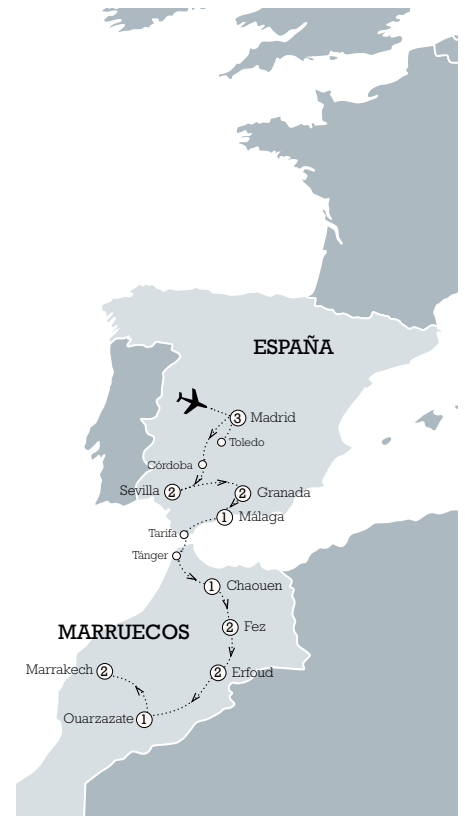 ESPAÑA
3 Madrid
Toledo
Córdoba
Sevilla 2
2 Granada
1 Málaga
Tarifa
Tánger
1 Chaouen
2 Fez
MARRUECOS
Marrakech 2
2 Erfoud
Ouarzazate 1